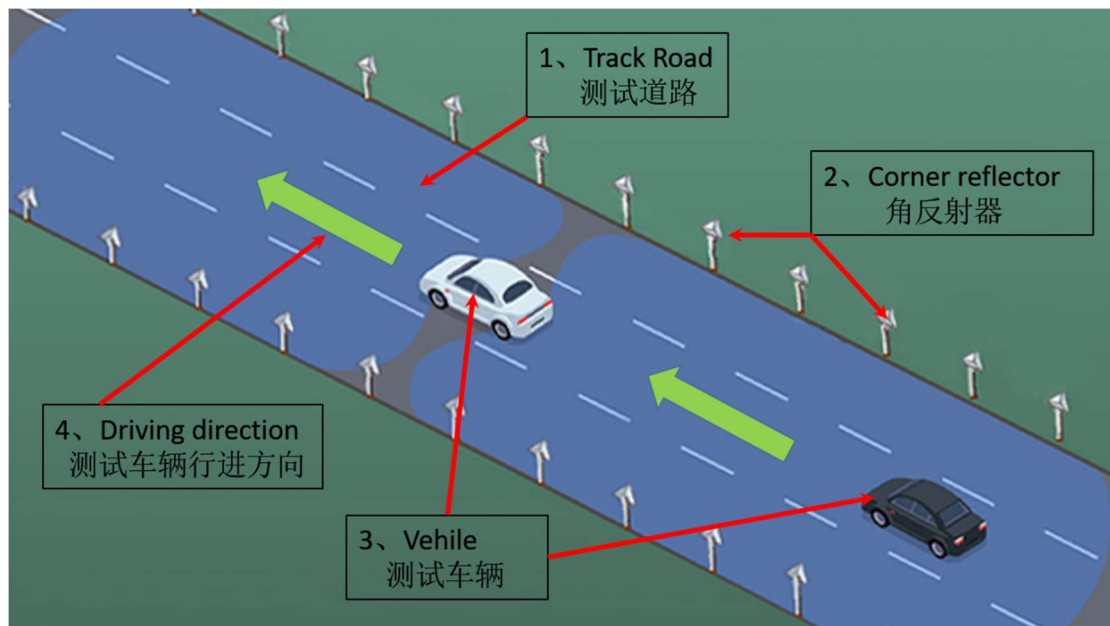 1、Track Road
测试道路
2、Corner reflector
角反射器
4、Driving direction
测试车辆行进方向
3、Vehile
测试车辆